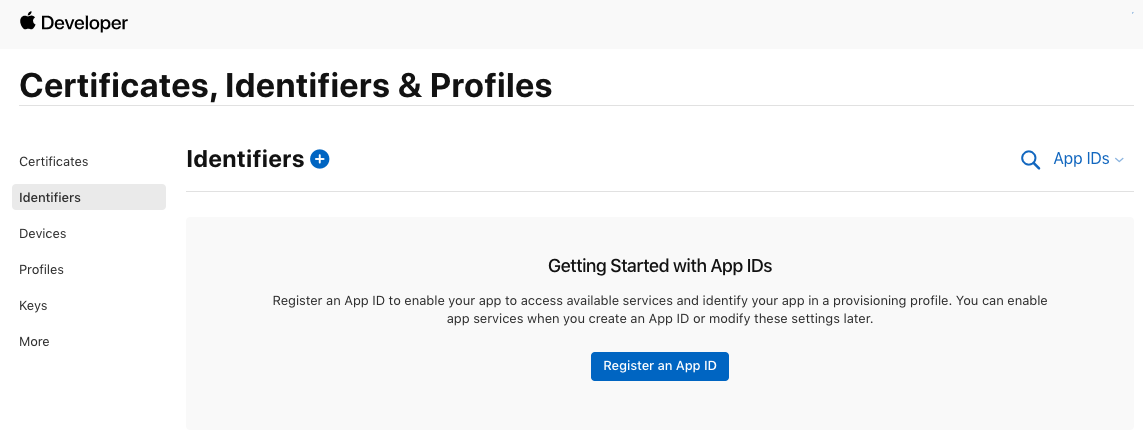 Developer
Certificates, Identifiers & Profiles
Certificates
Identifiers
Devices
Profiles
Keys
More
Identifiers
App IDs
Getting Started with App IDs
Register an App ID to enable your app to access available services and identify your app in a provisioning profile. You can enable
app services when you create an App ID or modify these settings later.
Register an App ID